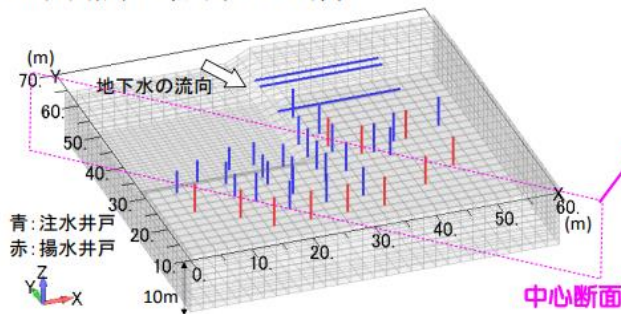 (m)
70. Y
60.
50.
40.
30
20
10
地下水の流向
青：注水井戸
赤：揚水井戸
Z
Y
X
10m
0.
10.
20.
30.
40.
50.
X
60.
(m)
中心断面